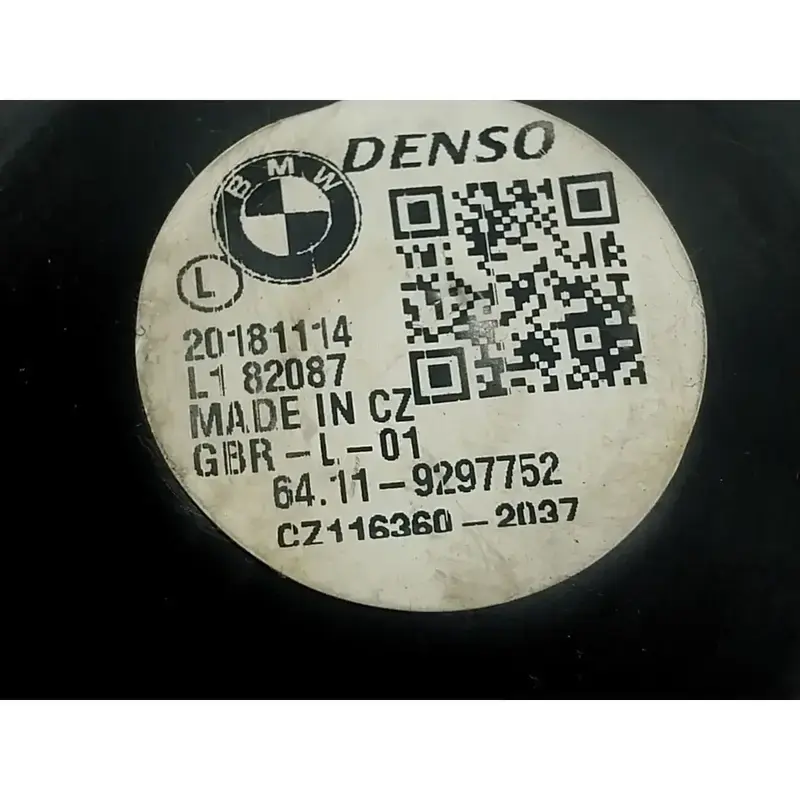 DENSO
BMW
L
20181114
L1 82087
MADE IN CZ
GBR-L-01
64.11-9297752
CZ116360-2037